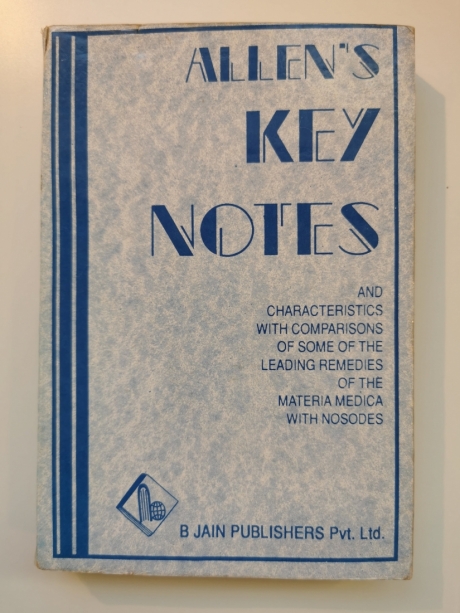 ALLEN'S
KEY
NOTES
AND
CHARACTERISTICS
WITH COMPARISONS
OF SOME OF THE
LEADING REMEDIES
OF THE
MATERIA MEDICA
WITH NOSODES
B JAIN PUBLISHERS Pvt. Ltd.